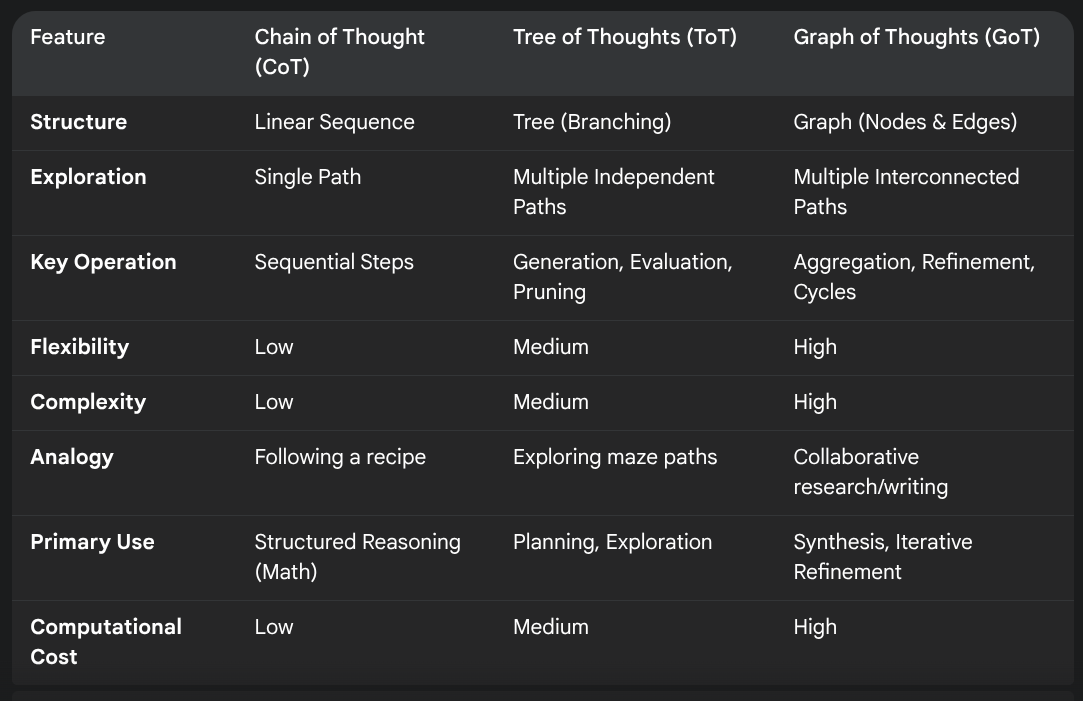 Feature Chain of Thought Tree of Thoughts (ToT) Graph of Thoughts (GoT)
(CoT)
Structure Linear Sequence Tree (Branching) Graph (Nodes & Edges)
Exploration Single Path Multiple Independent Multiple Interconnected
Paths Paths
Key Operation Sequential Steps Generation, Evaluation, Aggregation, Refinement,
Pruning Cycles
Flexibility Low Medium High
Complexity Low Medium High
Analogy Following a recipe Exploring maze paths Collaborative
research/writing
Primary Use Structured Reasoning Planning, Exploration Synthesis, Iterative
(Math) Refinement
Computational Low Medium High
Cost